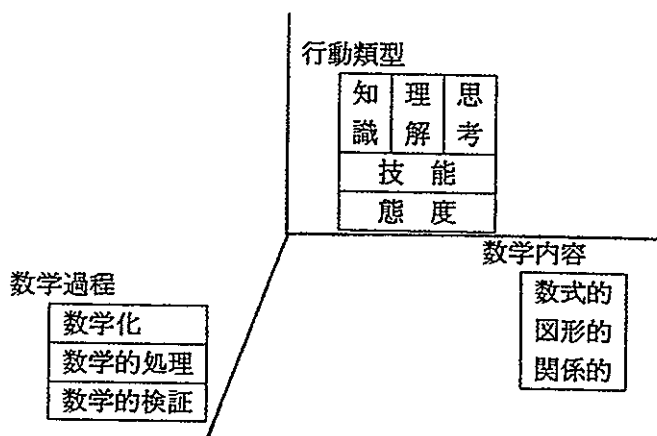 行動類型
知識 理解 思考
技能
態度
数学内容
数式的
図形的
関係的
数学過程
数学化
数学的処理
数学的検証